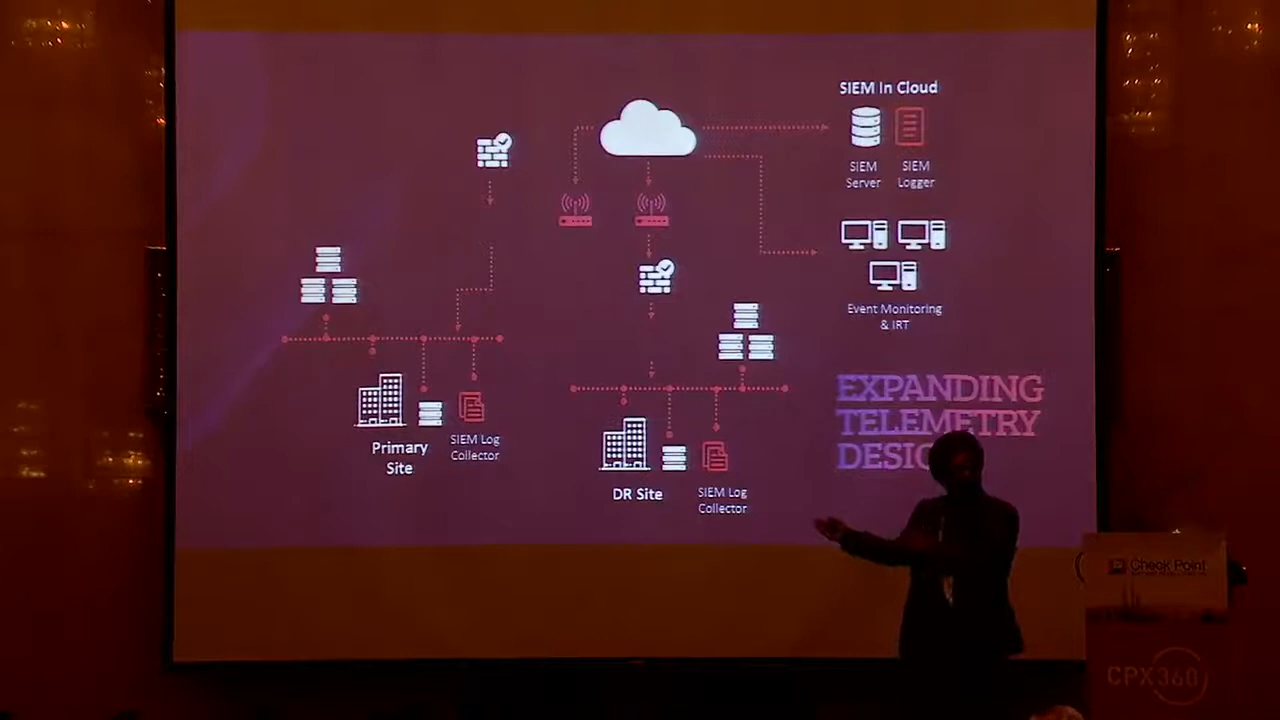 SIEM In Cloud
SIEM
Server
SIEM
Logger
Event Monitoring
& IRT
Primary
Site
SIEM Log
Collector
DR Site
SIEM Log
Collector
EXPANDING
TELEMETRY
Check Point
CPX360